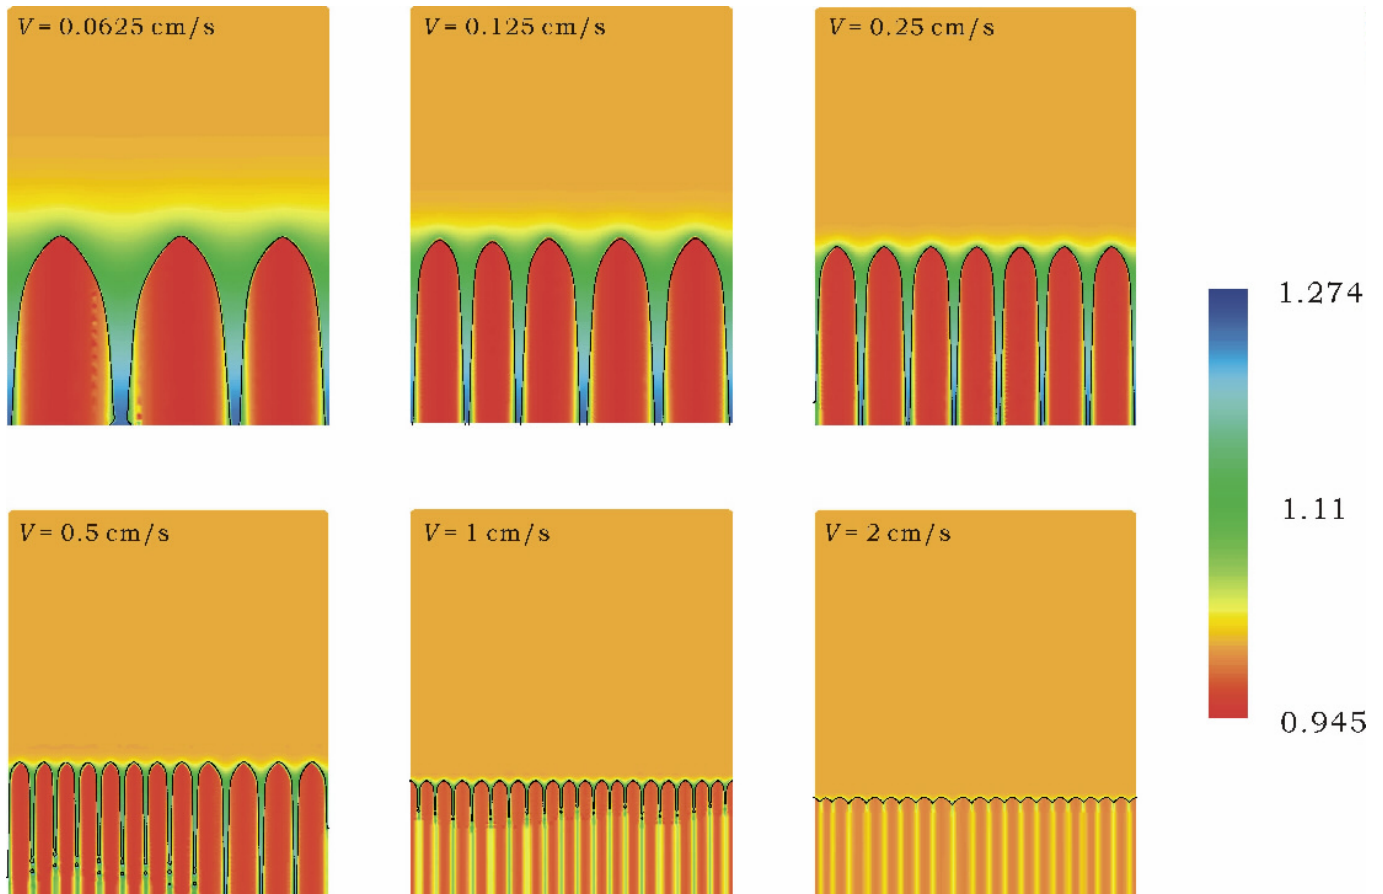 V = 0.0625 cm/s
V = 0.125 cm/s
V = 0.25 cm/s
1.274
1.11
0.945
V = 0.5 cm/s
V = 1 cm/s
V = 2 cm/s